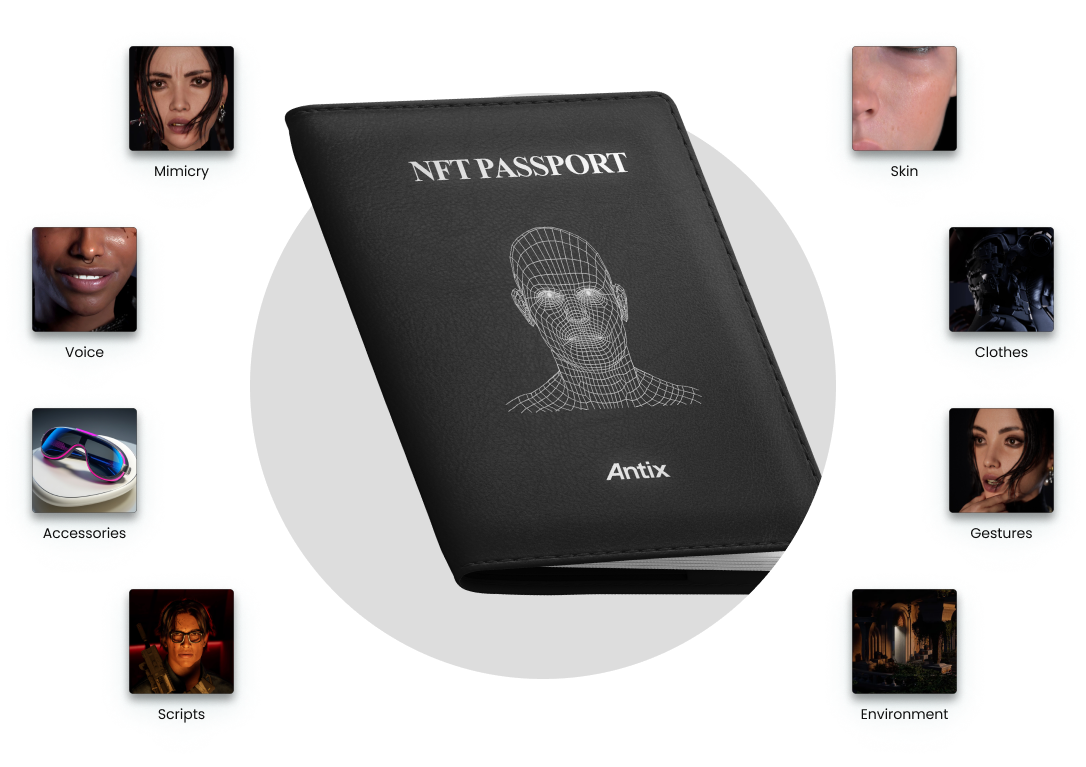 NFT PASSPORT
Antix
Mimicry
Voice
Accessories
Scripts
Skin
Clothes
Gestures
Environment